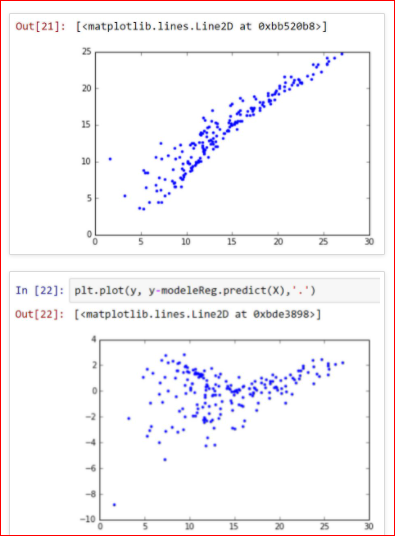 Out[21]: [<matplotlib.lines.Line2D at 0xbb520b8>]
25
20
15
10
5
0
0 5 10 15 20 25 30
In [22]: plt.plot(y, y-modeleReg.predict(X),'.')
Out[22]: [<matplotlib.lines.Line2D at 0xbde3898>]
4
2
0
−2
−4
−6
−8
−10
0 5 10 15 20 25 30